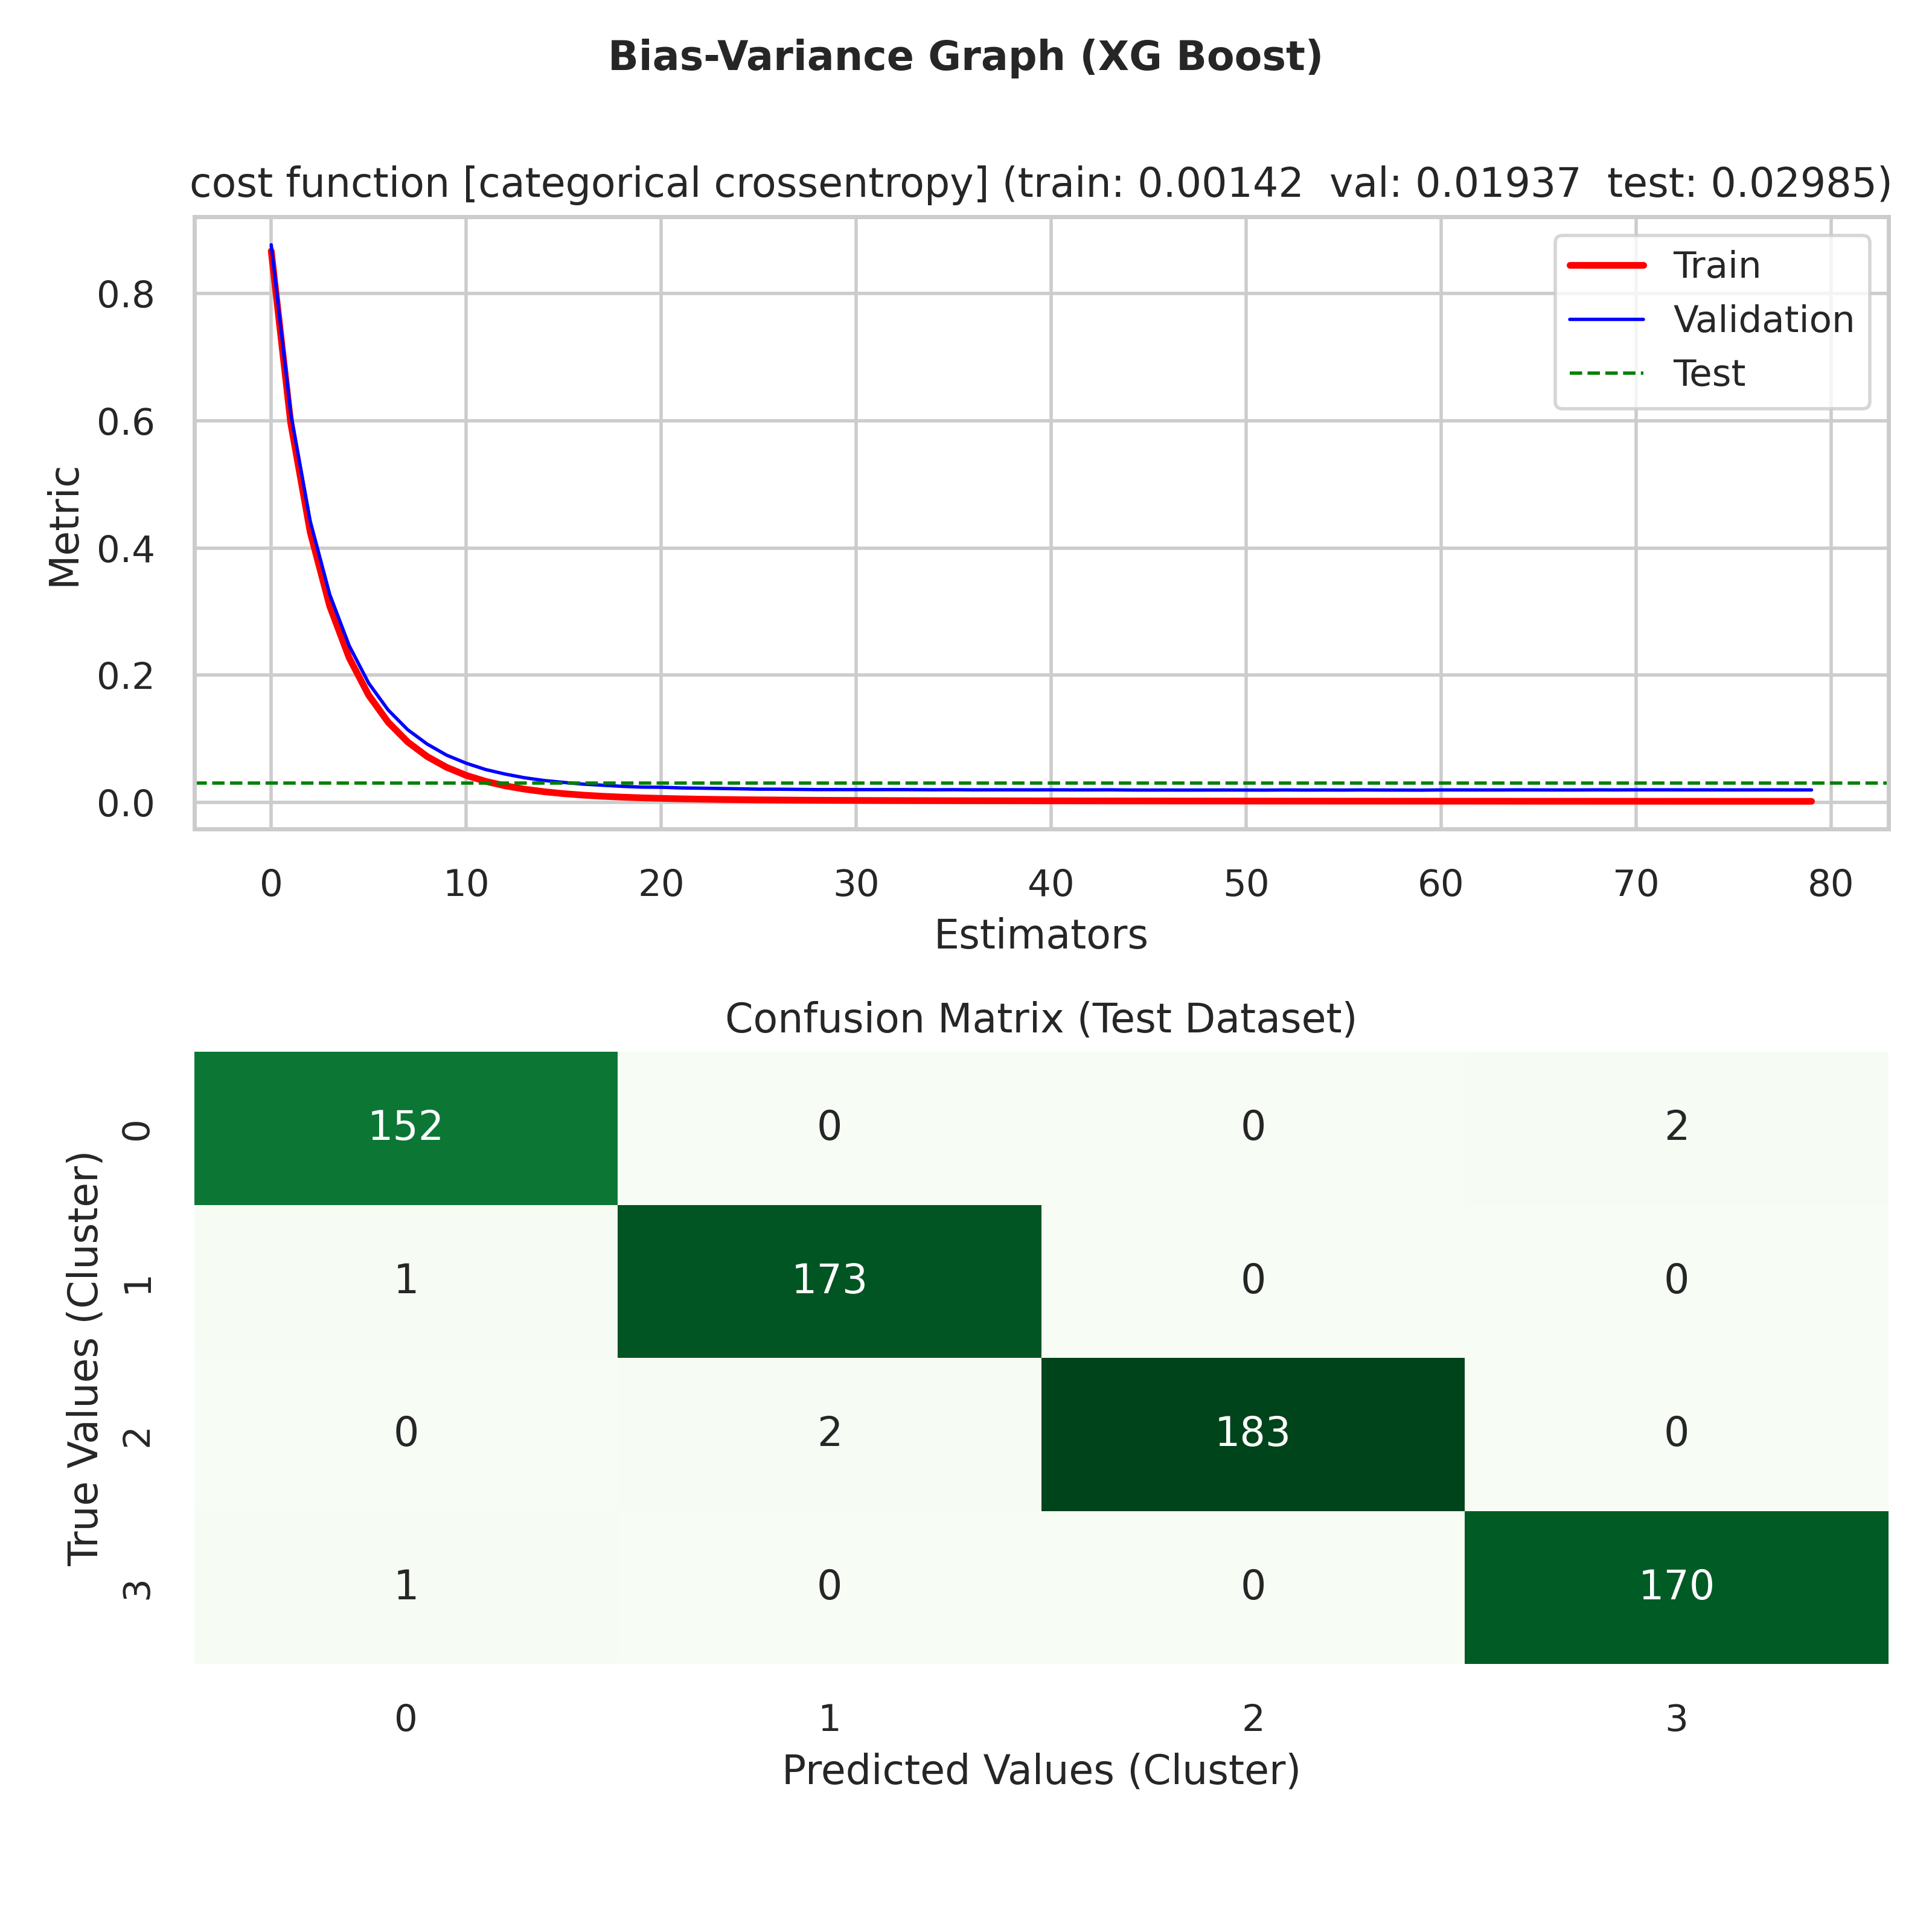 Bias-Variance Graph (XG Boost)
cost function [categorical crossentropy] (train: 0.00142  val: 0.01937  test: 0.02985)
Train
Validation
Test
Metric
0.8
0.6
0.4
0.2
0.0
0 10 20 30 40 50 60 70 80
Estimators
Confusion Matrix (Test Dataset)
True Values (Cluster)
0 152 0 0 2
1 1 173 0 0
2 0 2 183 0
3 1 0 0 170
0 1 2 3
Predicted Values (Cluster)